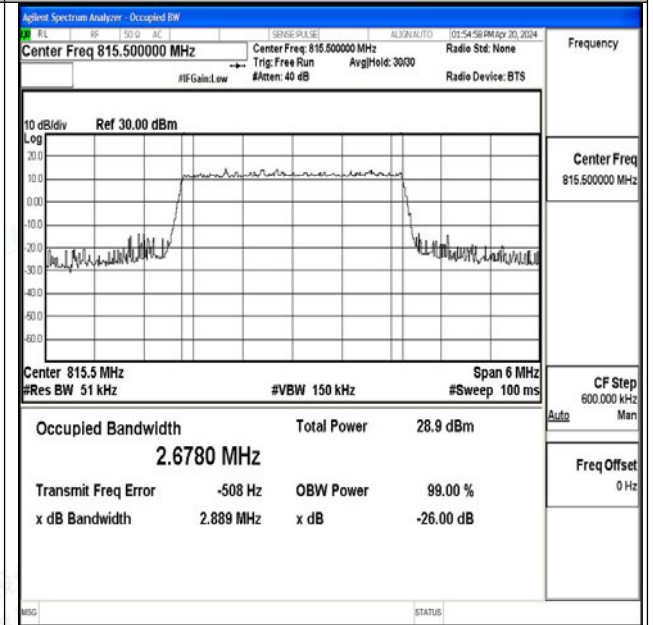 Agilent Spectrum Analyzer - Occupied BW
RL RF 50 Ω AC SENSE:PULSE ALIGN AUTO 01:54:58 PM Apr 20, 2024
Center Freq 815.500000 MHz
Center Freq: 815.500000 MHz Radio Std: None
Trig: Free Run Avg|Hold: 30/30
#IFGain:Low #Atten: 40 dB Radio Device: BTS
Frequency
10 dB/div Ref 30.00 dBm
Log
20.0
10.0
0.00
-10.0
-20.0
-30.0
-40.0
-50.0
-60.0
Center Freq
815.500000 MHz
Center 815.5 MHz Span 6 MHz
#Res BW 51 kHz #VBW 150 kHz #Sweep 100 ms
CF Step
600.000 kHz
Auto Man
Occupied Bandwidth Total Power 28.9 dBm
2.6780 MHz
Transmit Freq Error -508 Hz OBW Power 99.00 %
x dB Bandwidth 2.889 MHz x dB -26.00 dB
Freq Offset
0 Hz
MSG STATUS